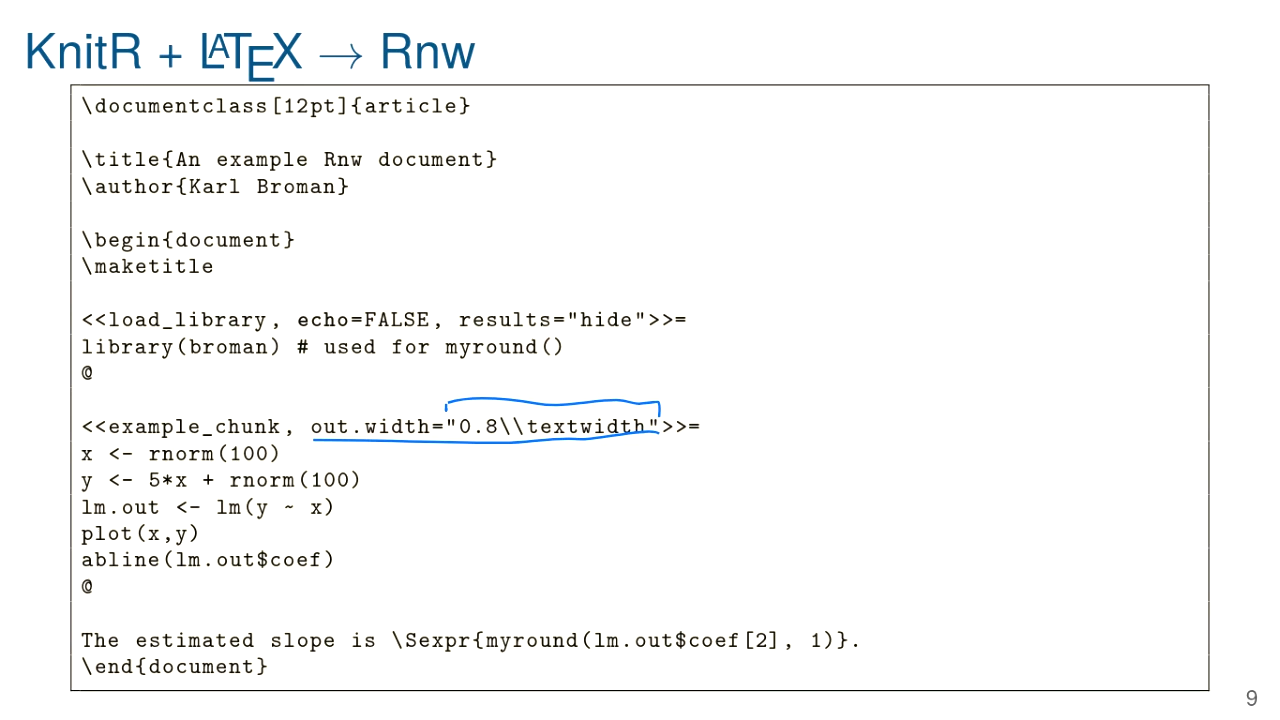 KnitR + LATEX → Rnw
\documentclass[12pt]{article}
\title{An example Rnw document}
\author{Karl Broman}
\begin{document}
\maketitle
<<load_library, echo=FALSE, results="hide">>=
library(broman) # used for myround()
@
<<example_chunk, out.width="0.8\\textwidth">>=
x <- rnorm(100)
y <- 5*x + rnorm(100)
lm.out <- lm(y ~ x)
plot(x,y)
abline(lm.out$coef)
@
The estimated slope is \Sexpr{myround(lm.out$coef[2], 1)}.
\end{document}
9